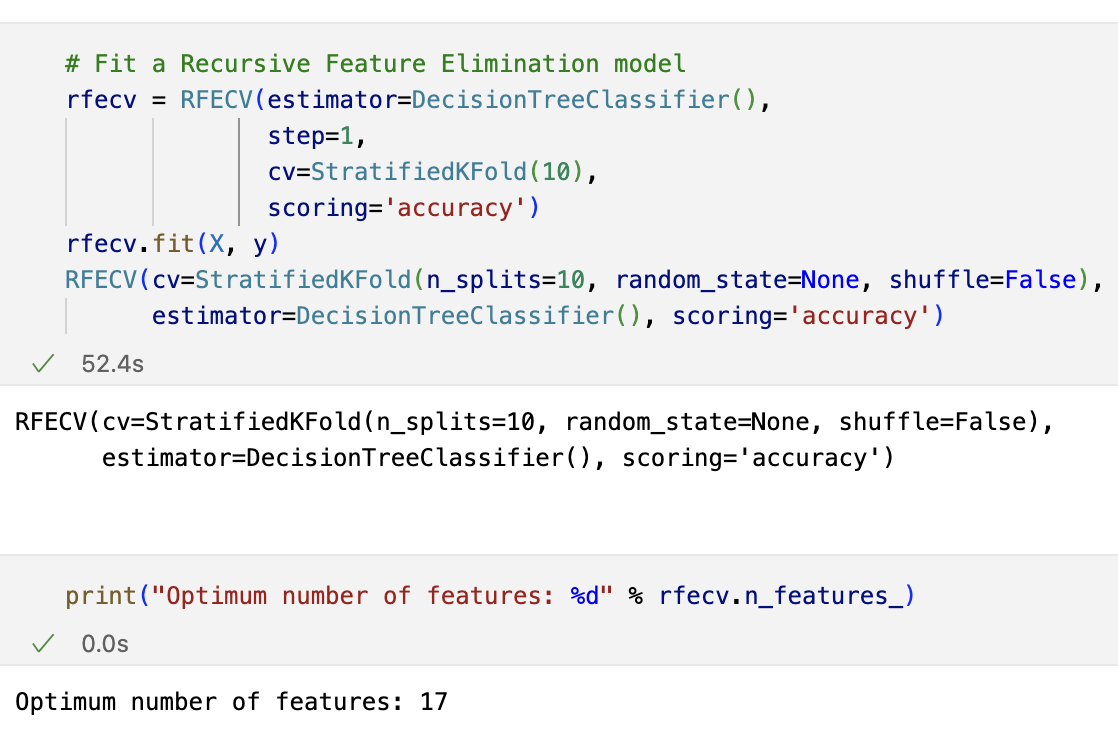 # Fit a Recursive Feature Elimination model
rfecv = RFECV(estimator=DecisionTreeClassifier(),
              step=1,
              cv=StratifiedKFold(10),
              scoring='accuracy')
rfecv.fit(X, y)
RFECV(cv=StratifiedKFold(n_splits=10, random_state=None, shuffle=False),
      estimator=DecisionTreeClassifier(), scoring='accuracy')
52.4s
RFECV(cv=StratifiedKFold(n_splits=10, random_state=None, shuffle=False),
      estimator=DecisionTreeClassifier(), scoring='accuracy')
print("Optimum number of features: %d" % rfecv.n_features_)
0.0s
Optimum number of features: 17